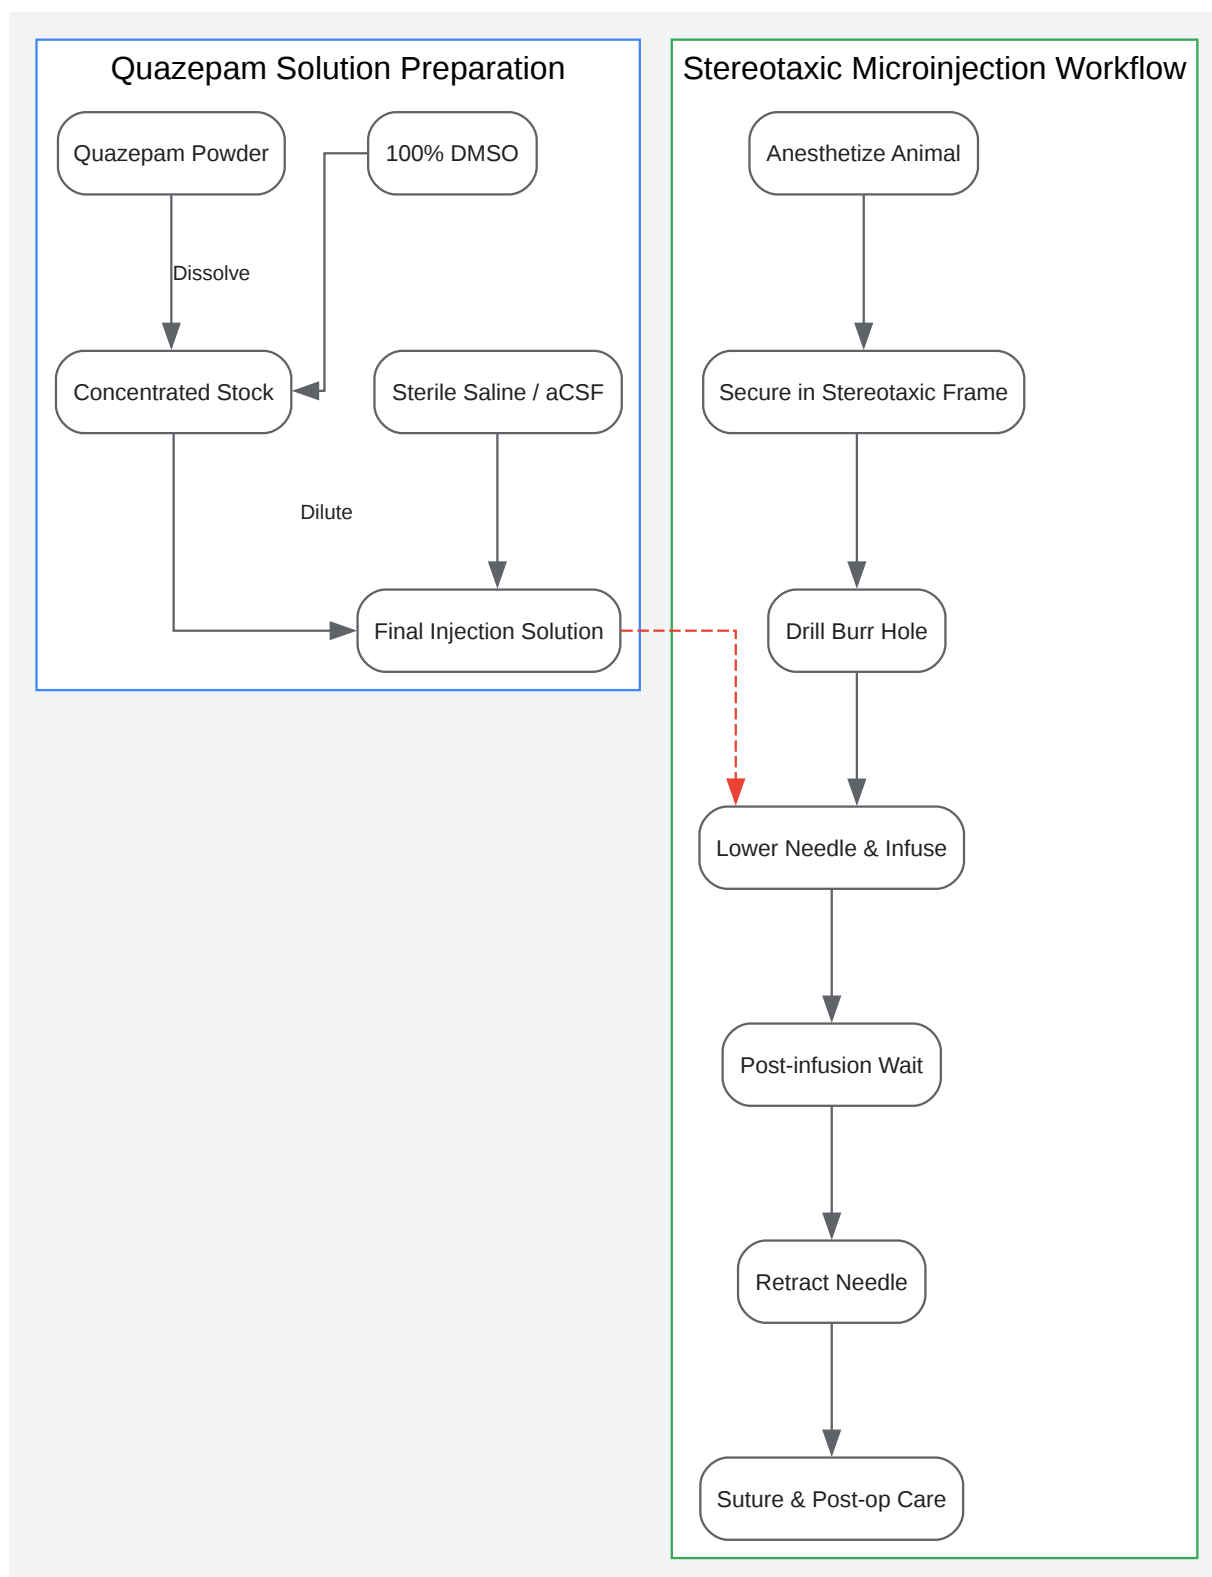 Quazepam Solution Preparation
Quazepam Powder
100% DMSO
Dissolve
Concentrated Stock
Sterile Saline / aCSF
Dilute
Final Injection Solution
Stereotaxic Microinjection Workflow
Anesthetize Animal
Secure in Stereotaxic Frame
Drill Burr Hole
Lower Needle & Infuse
Post-infusion Wait
Retract Needle
Suture & Post-op Care